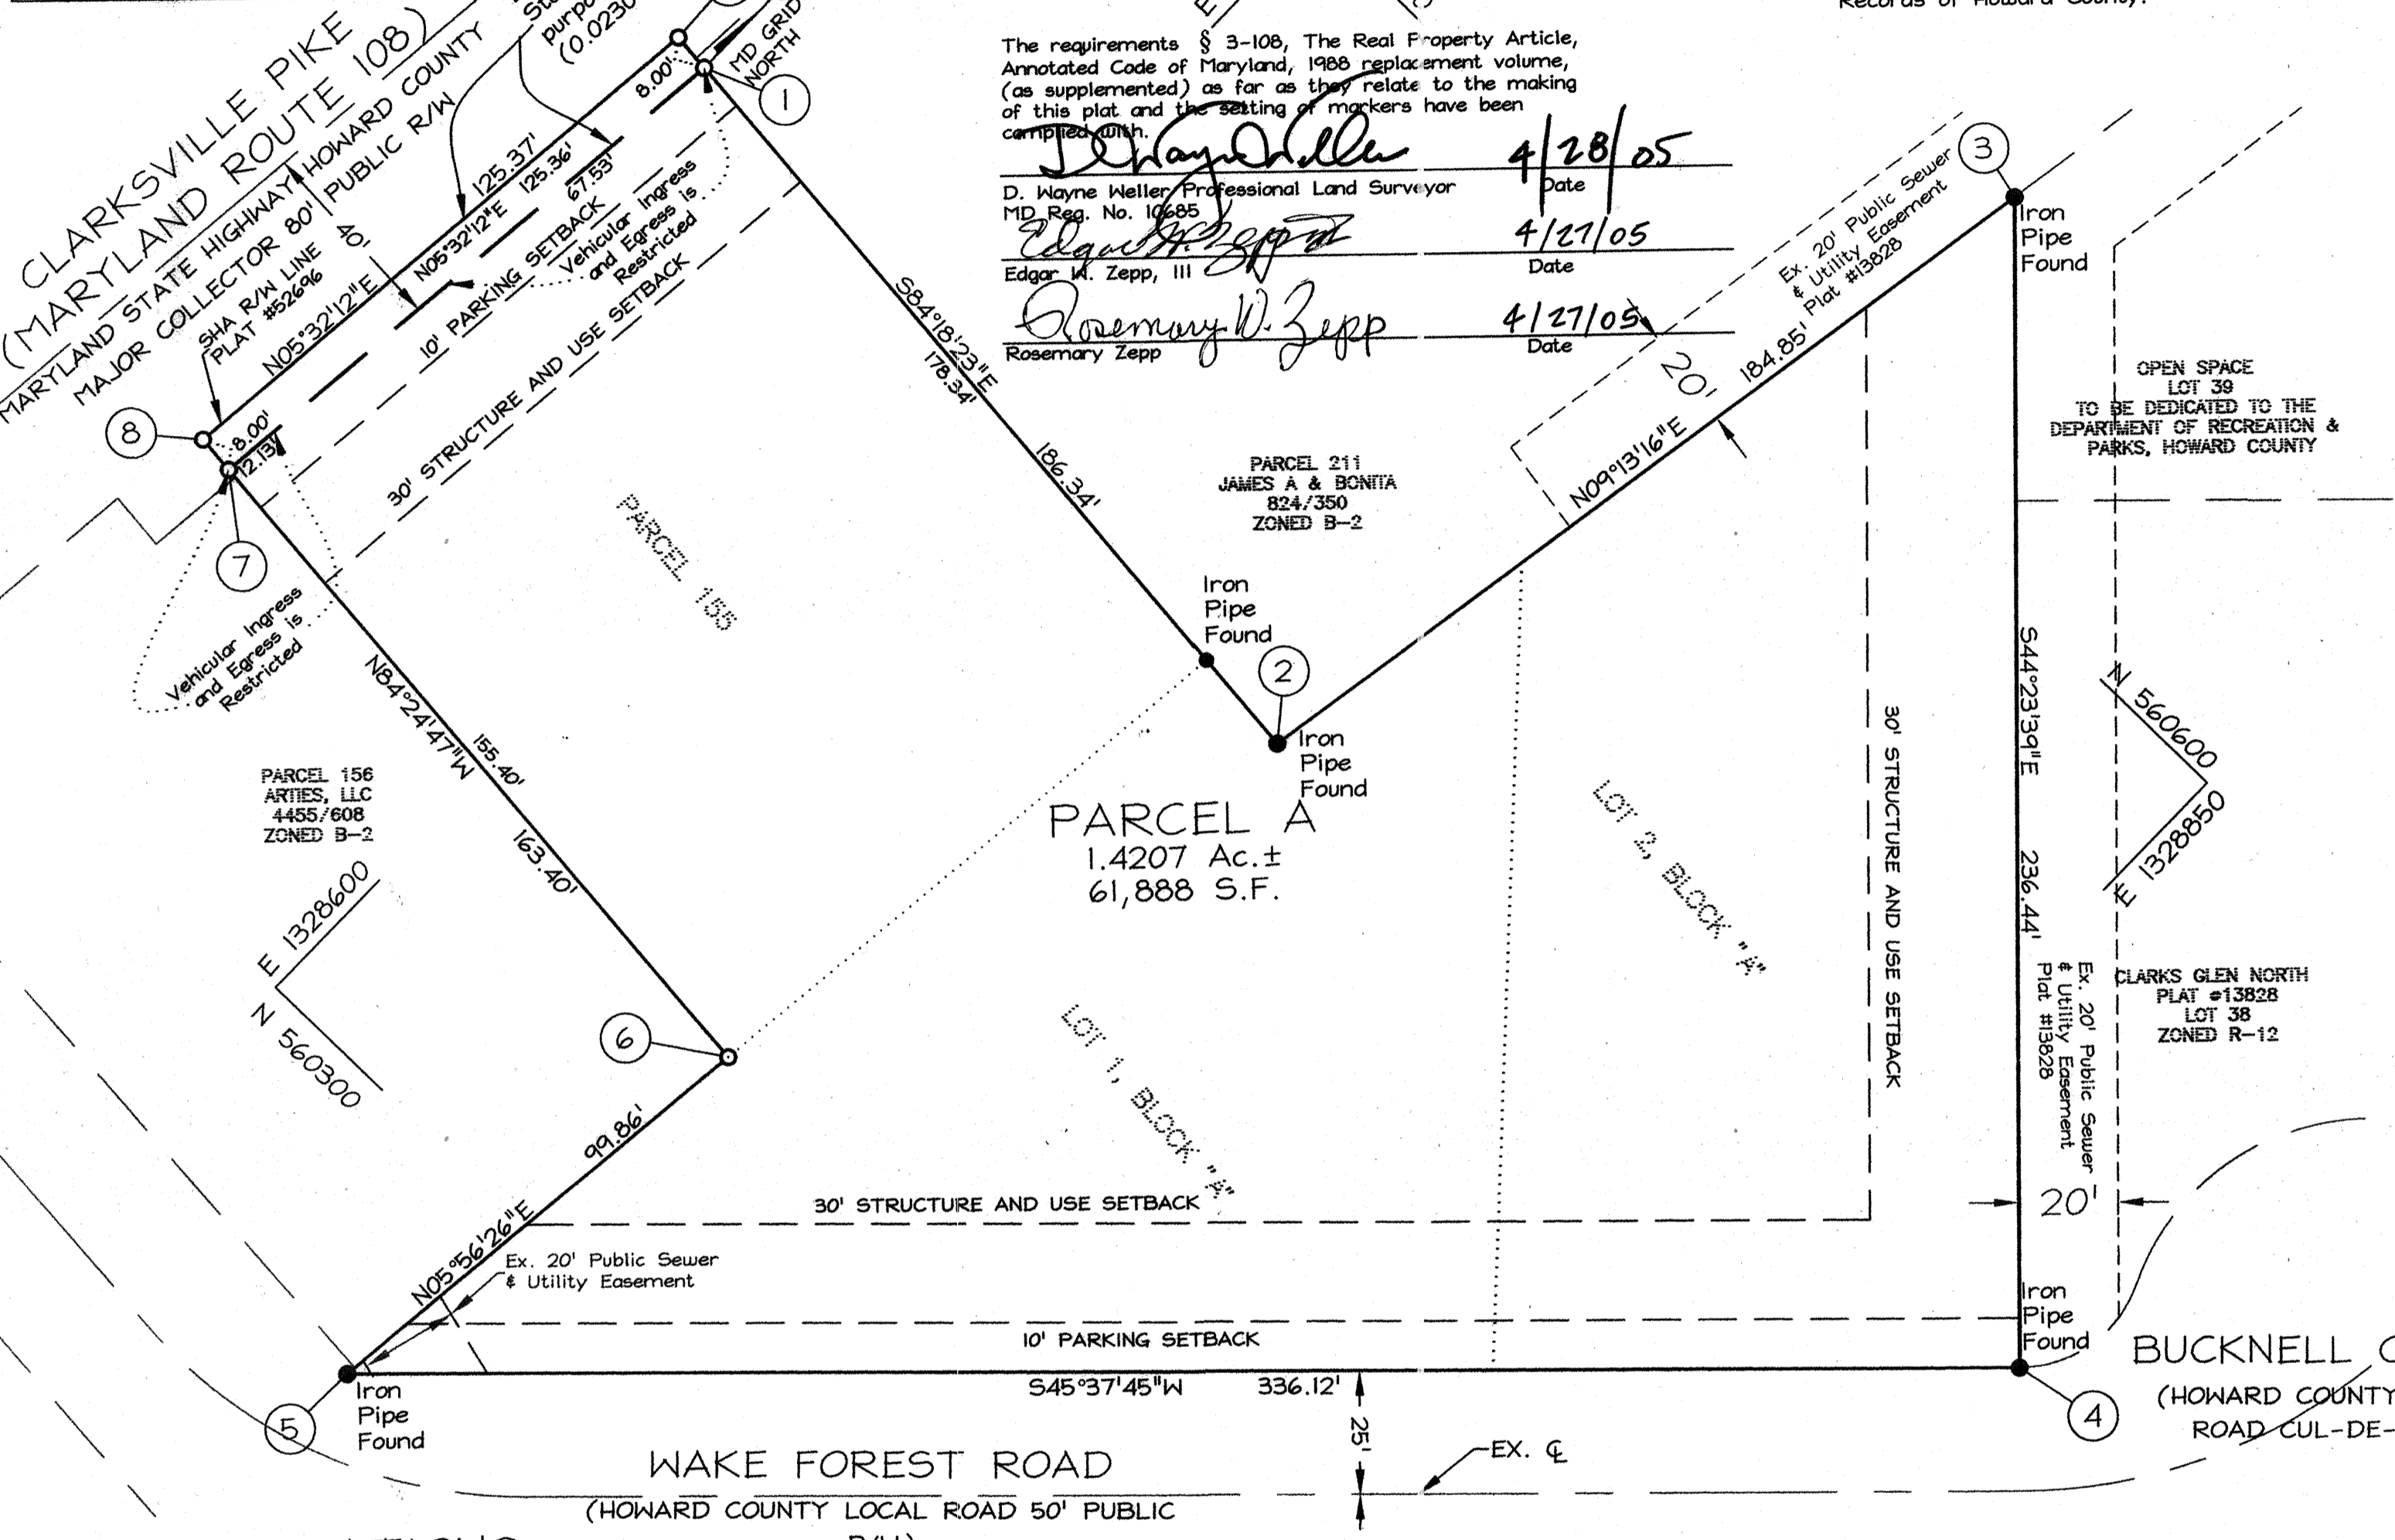 Records of Howard County.
CLARKSVILLE PIKE
(MARYLAND ROUTE 108)
MARYLAND STATE HIGHWAY/HOWARD COUNTY
MAJOR COLLECTOR 80' PUBLIC R/W
40'
SHA R/W LINE
PLAT #52696
purpo
(0.0230
8.00'
MD GRID
NORTH
1
125.37'
N05°32'12"E
125.36'
N05°32'12"E
67.53'
10' PARKING SETBACK
Vehicular Ingress
and Egress is
Restricted
30' STRUCTURE AND USE SETBACK
8
8.00'
12.13'
7
Vehicular Ingress
and Egress is
Restricted
The requirements § 3-108, The Real Property Article,
Annotated Code of Maryland, 1988 replacement volume,
(as supplemented) as far as they relate to the making
of this plat and the setting of markers have been
complied with.
D Wayne Weller
4/28/05
D. Wayne Weller, Professional Land Surveyor
Date
MD Reg. No. 10685
Edgar W. Zepp III
4/27/05
Edgar W. Zepp, III
Date
Rosemary W. Zepp
4/27/05
Rosemary Zepp
Date
S84°18'23"E
178.34'
186.34'
PARCEL 211
JAMES A & BONITA
824/350
ZONED B-2
Ex. 20' Public Sewer
& Utility Easement
Plat #13828
3
Iron
Pipe
Found
20'
184.85'
N09°13'16"E
OPEN SPACE
LOT 39
TO BE DEDICATED TO THE
DEPARTMENT OF RECREATION &
PARKS, HOWARD COUNTY
PARCEL 155
Iron
Pipe
Found
2
Iron
Pipe
Found
S44°23'39"E
236.44'
N 560600
E 1328850
N84°24'47"W
155.40'
163.40'
PARCEL 156
ARTIES, LLC
4455/608
ZONED B-2
E 1328600
N 560300
PARCEL A
1.4207 Ac.±
61,888 S.F.
LOT 2, BLOCK "A"
30' STRUCTURE AND USE SETBACK
LOT 1, BLOCK "A"
Ex. 20' Public Sewer
& Utility Easement
Plat #13828
CLARKS GLEN NORTH
PLAT #13828
LOT 38
ZONED R-12
6
99.86'
N05°56'26"E
30' STRUCTURE AND USE SETBACK
20'
Ex. 20' Public Sewer
& Utility Easement
10' PARKING SETBACK
Iron
Pipe
Found
BUCKNELL
(HOWARD COUNTY
ROAD CUL-DE-
4
5
Iron
Pipe
Found
S45°37'45"W 336.12'
25'
EX. ℄
WAKE FOREST ROAD
(HOWARD COUNTY LOCAL ROAD 50' PUBLIC